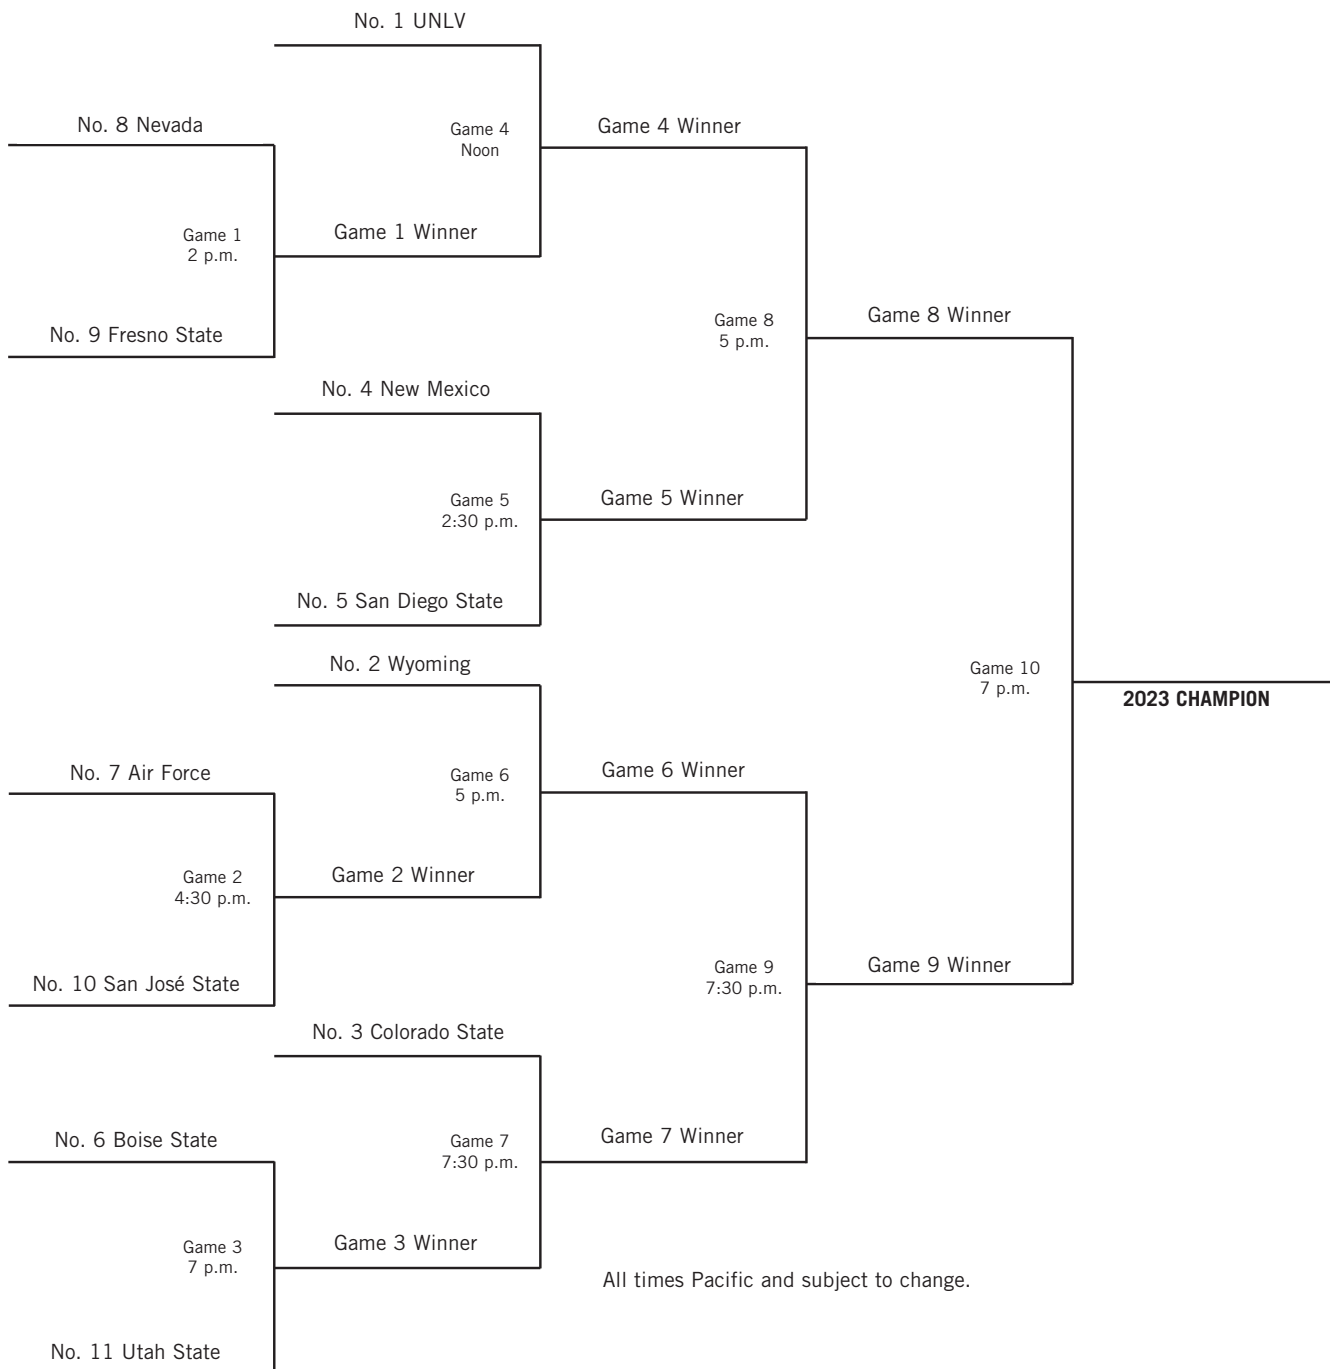 No. 1 UNLV
No. 8 Nevada
Game 4
Noon
Game 4 Winner
Game 1
2 p.m.
Game 1 Winner
No. 9 Fresno State
Game 8
5 p.m.
Game 8 Winner
No. 4 New Mexico
Game 5
2:30 p.m.
Game 5 Winner
No. 5 San Diego State
No. 2 Wyoming
Game 10
7 p.m.
2023 CHAMPION
No. 7 Air Force
Game 6
5 p.m.
Game 6 Winner
Game 2
4:30 p.m.
Game 2 Winner
No. 10 San José State
Game 9
7:30 p.m.
Game 9 Winner
No. 3 Colorado State
No. 6 Boise State
Game 7
7:30 p.m.
Game 7 Winner
Game 3
7 p.m.
Game 3 Winner
All times Pacific and subject to change.
No. 11 Utah State